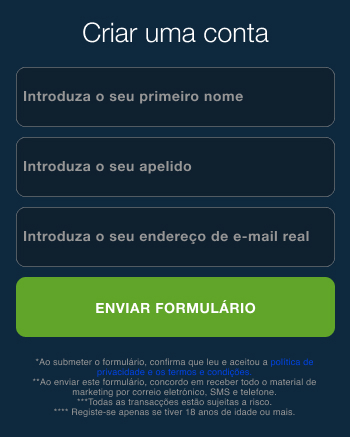 Criar uma conta
Introduza o seu primeiro nome
Introduza o seu apelido
Introduza o seu endereço de e-mail real
ENVIAR FORMULÁRIO
*Ao submeter o formulário, confirma que leu e aceitou a política de
privacidade e os termos e condições.
**Ao enviar este formulário, concordo em receber todo o material de
marketing por correio eletrónico, SMS e telefone.
***Todas as transacções estão sujeitas a risco.
**** Registe-se apenas se tiver 18 anos de idade ou mais.